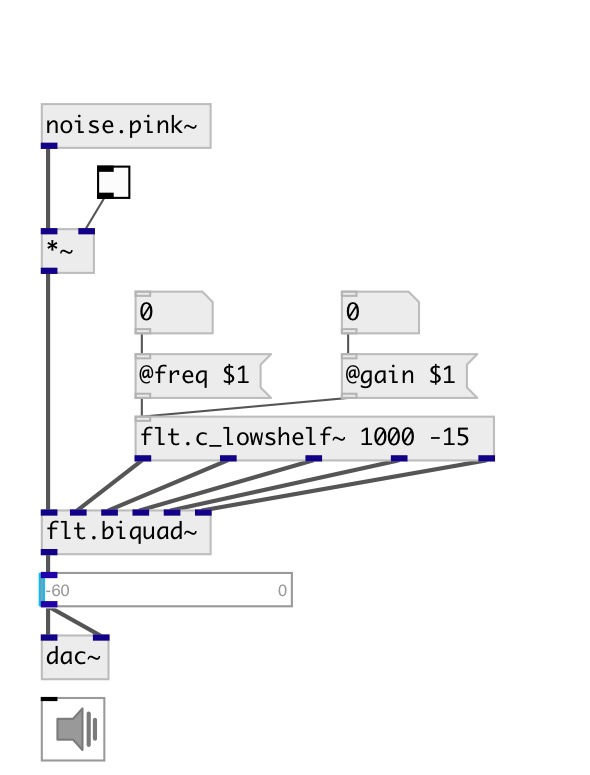 noise.pink~
*~
0
0
@freq $1
@gain $1
flt.c_lowshelf~ 1000 -15
flt.biquad~
-60 0
dac~